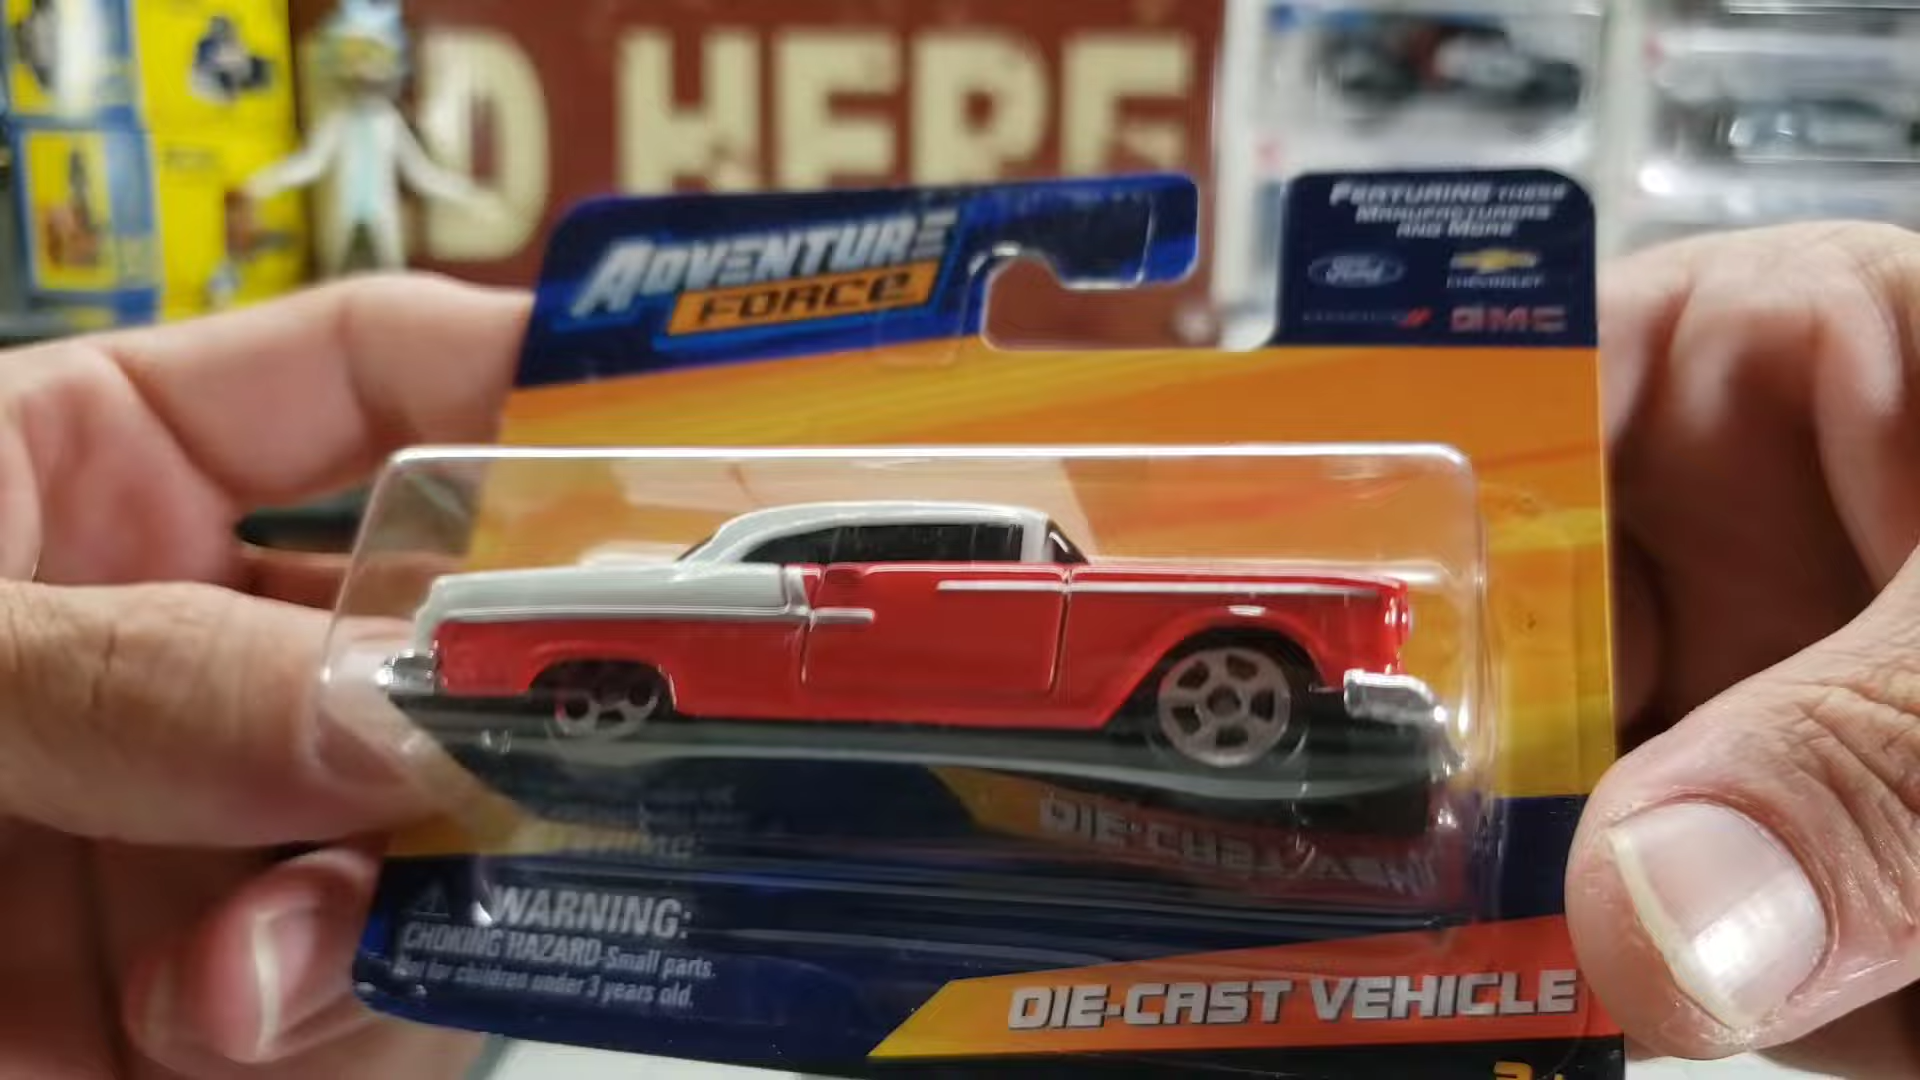 D HERE
ADVENTURE
FORCE
FEATURING THESE
MANUFACTURERS
AND MORE
Ford
CHEVROLET
GMC
WARNING:
CHOKING HAZARD-Small parts.
Not for children under 3 years old.
DIE-CAST VEHICLE